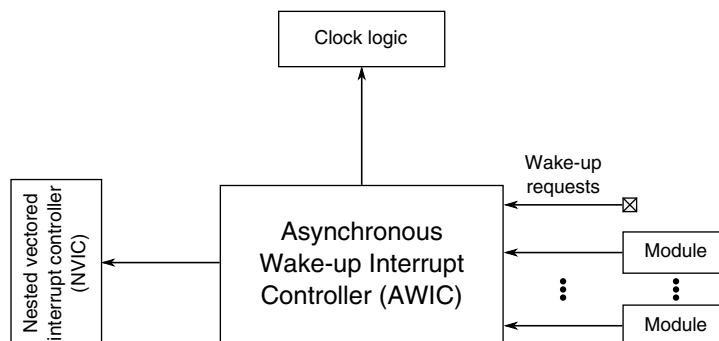 Clock logic
Wake-up
requests
Nested vectored
interrupt controller
(NVIC)
Asynchronous
Wake-up Interrupt
Controller (AWIC)
Module
Module